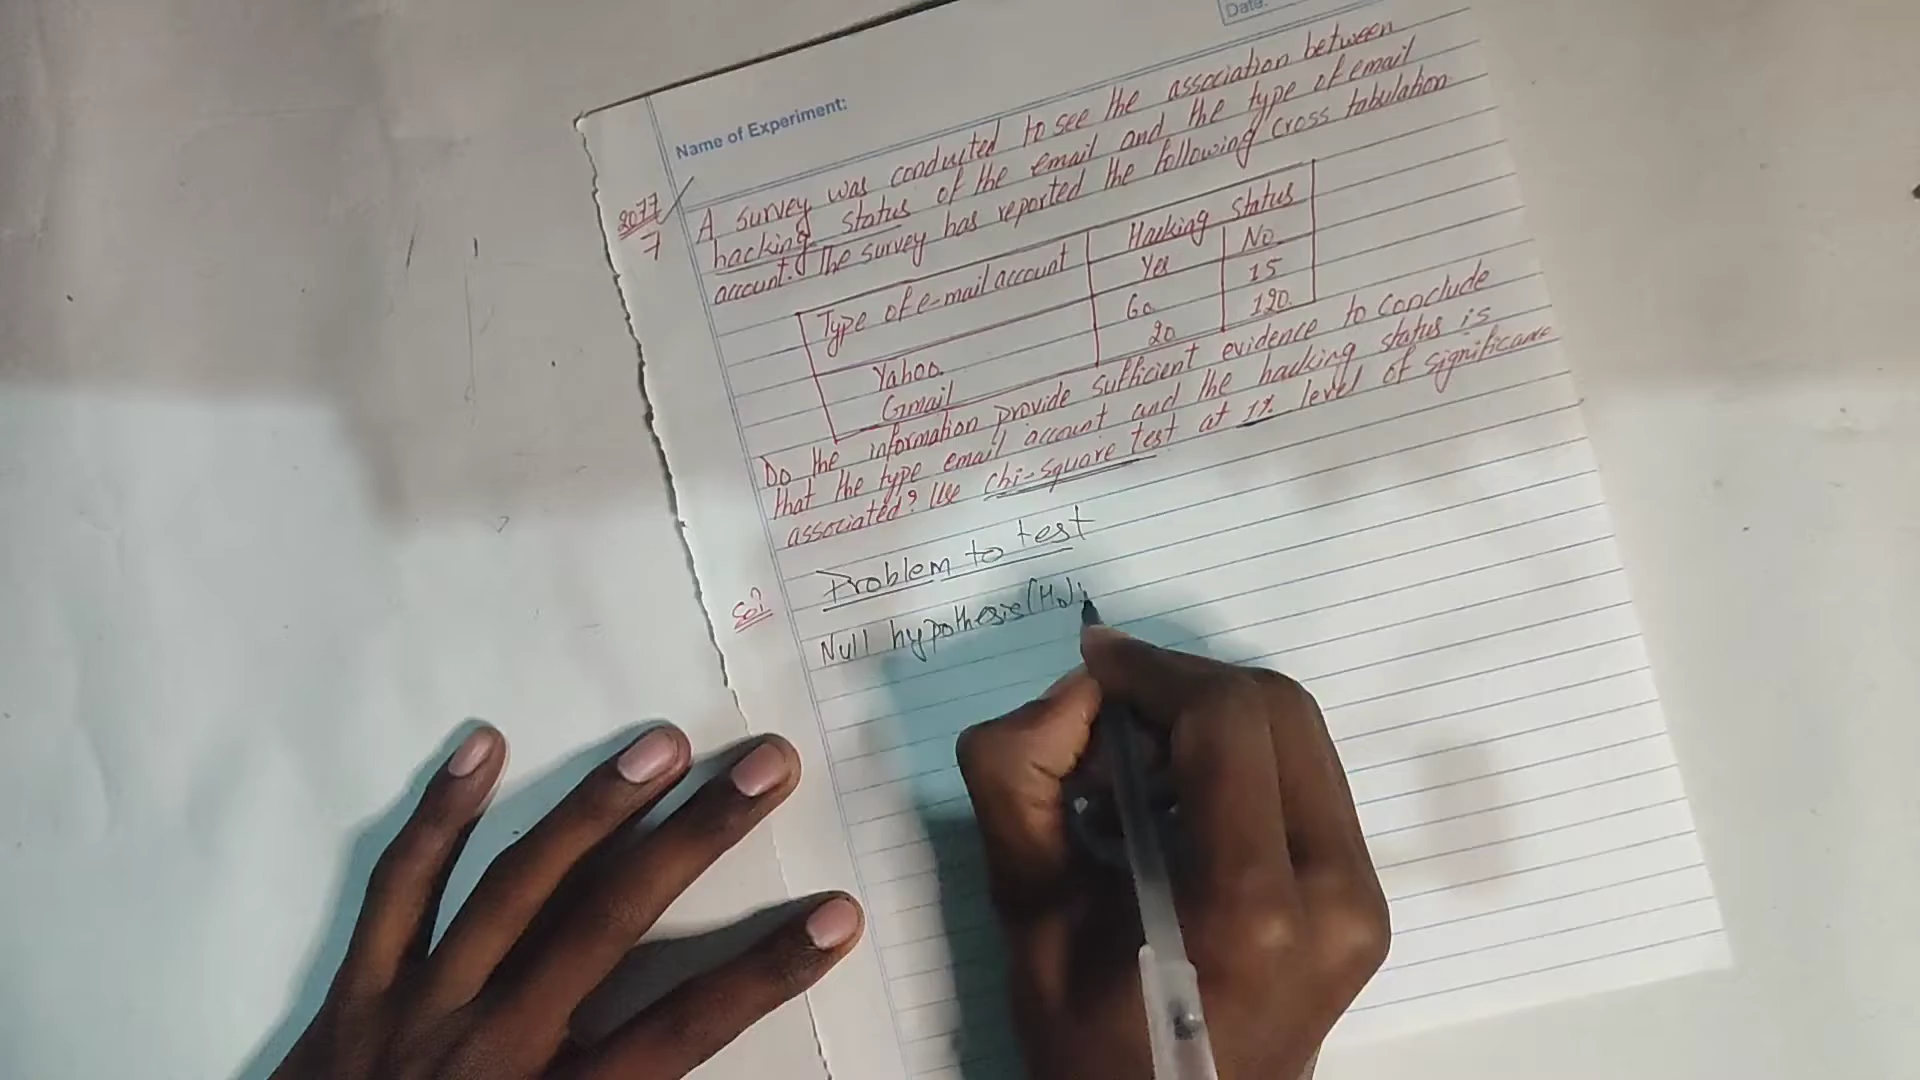 Date:
Name of Experiment:
2077
7
A survey was conducted to see the association between
hacking status of the email and the type of email
account. The survey has reported the following cross tabulation
Type of e-mail account Hacking Status
Yes No
Yahoo 60 15
Gmail 20 120
Do the information provide sufficient evidence to conclude
that the type email account and the hacking status is
associated? Use chi-square test at 1% level of significance
Soln
Problem to test
Null hypothesis (H0):